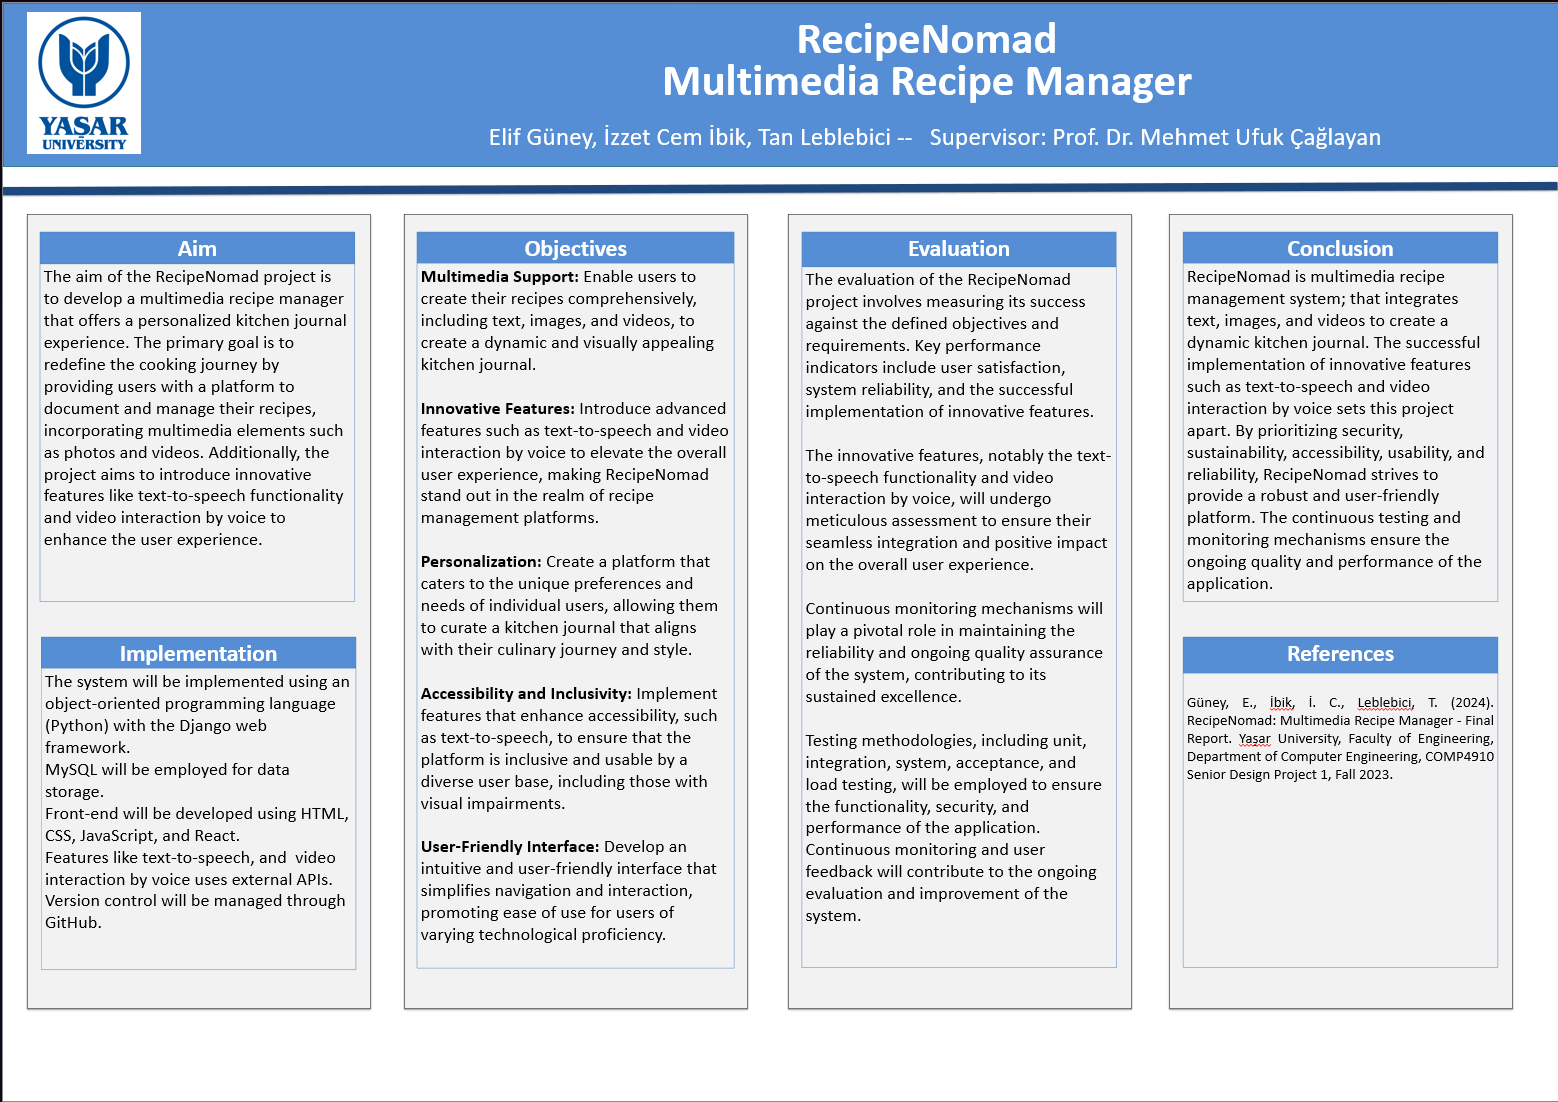 YAŞAR
UNIVERSITY
RecipeNomad
Multimedia Recipe Manager
Elif Güney, İzzet Cem İbik, Tan Leblebici -- Supervisor: Prof. Dr. Mehmet Ufuk Çağlayan
Aim
The aim of the RecipeNomad project is
to develop a multimedia recipe manager
that offers a personalized kitchen journal
experience. The primary goal is to
redefine the cooking journey by
providing users with a platform to
document and manage their recipes,
incorporating multimedia elements such
as photos and videos. Additionally, the
project aims to introduce innovative
features like text-to-speech functionality
and video interaction by voice to
enhance the user experience.
Implementation
The system will be implemented using an
object-oriented programming language
(Python) with the Django web
framework.
MySQL will be employed for data
storage.
Front-end will be developed using HTML,
CSS, JavaScript, and React.
Features like text-to-speech, and  video
interaction by voice uses external APIs.
Version control will be managed through
GitHub.
Objectives
Multimedia Support: Enable users to
create their recipes comprehensively,
including text, images, and videos, to
create a dynamic and visually appealing
kitchen journal.
Innovative Features: Introduce advanced
features such as text-to-speech and video
interaction by voice to elevate the overall
user experience, making RecipeNomad
stand out in the realm of recipe
management platforms.
Personalization: Create a platform that
caters to the unique preferences and
needs of individual users, allowing them
to curate a kitchen journal that aligns
with their culinary journey and style.
Accessibility and Inclusivity: Implement
features that enhance accessibility, such
as text-to-speech, to ensure that the
platform is inclusive and usable by a
diverse user base, including those with
visual impairments.
User-Friendly Interface: Develop an
intuitive and user-friendly interface that
simplifies navigation and interaction,
promoting ease of use for users of
varying technological proficiency.
Evaluation
The evaluation of the RecipeNomad
project involves measuring its success
against the defined objectives and
requirements. Key performance
indicators include user satisfaction,
system reliability, and the successful
implementation of innovative features.
The innovative features, notably the text-
to-speech functionality and video
interaction by voice, will undergo
meticulous assessment to ensure their
seamless integration and positive impact
on the overall user experience.
Continuous monitoring mechanisms will
play a pivotal role in maintaining the
reliability and ongoing quality assurance
of the system, contributing to its
sustained excellence.
Testing methodologies, including unit,
integration, system, acceptance, and
load testing, will be employed to ensure
the functionality, security, and
performance of the application.
Continuous monitoring and user
feedback will contribute to the ongoing
evaluation and improvement of the
system.
Conclusion
RecipeNomad is multimedia recipe
management system; that integrates
text, images, and videos to create a
dynamic kitchen journal. The successful
implementation of innovative features
such as text-to-speech and video
interaction by voice sets this project
apart. By prioritizing security,
sustainability, accessibility, usability, and
reliability, RecipeNomad strives to
provide a robust and user-friendly
platform. The continuous testing and
monitoring mechanisms ensure the
ongoing quality and performance of the
application.
References
Güney, E., İbik, İ. C., Leblebici, T. (2024).
RecipeNomad: Multimedia Recipe Manager - Final
Report. Yaşar University, Faculty of Engineering,
Department of Computer Engineering, COMP4910
Senior Design Project 1, Fall 2023.